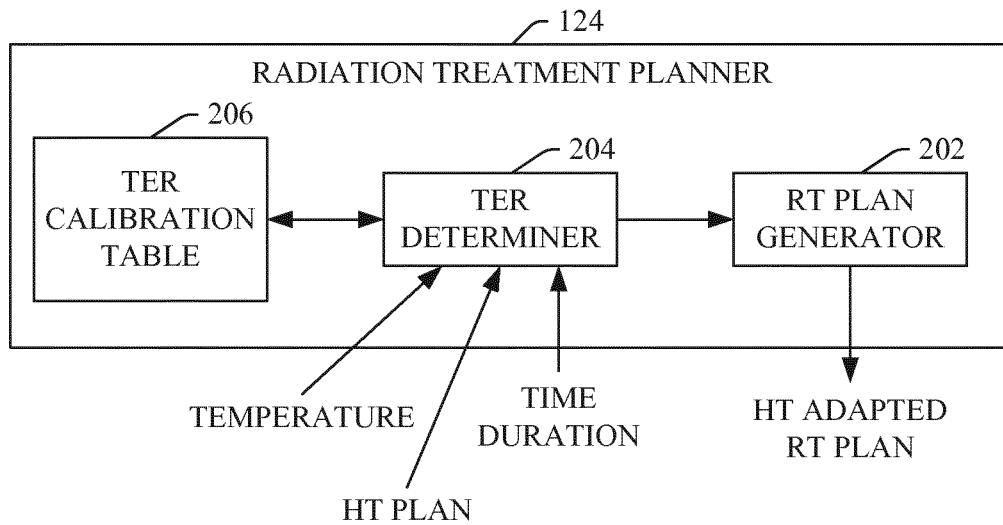 124
RADIATION TREATMENT PLANNER
206
204
202
TER
CALIBRATION
TABLE
TER
DETERMINER
RT PLAN
GENERATOR
TEMPERATURE
TIME
DURATION
HT PLAN
HT ADAPTED
RT PLAN